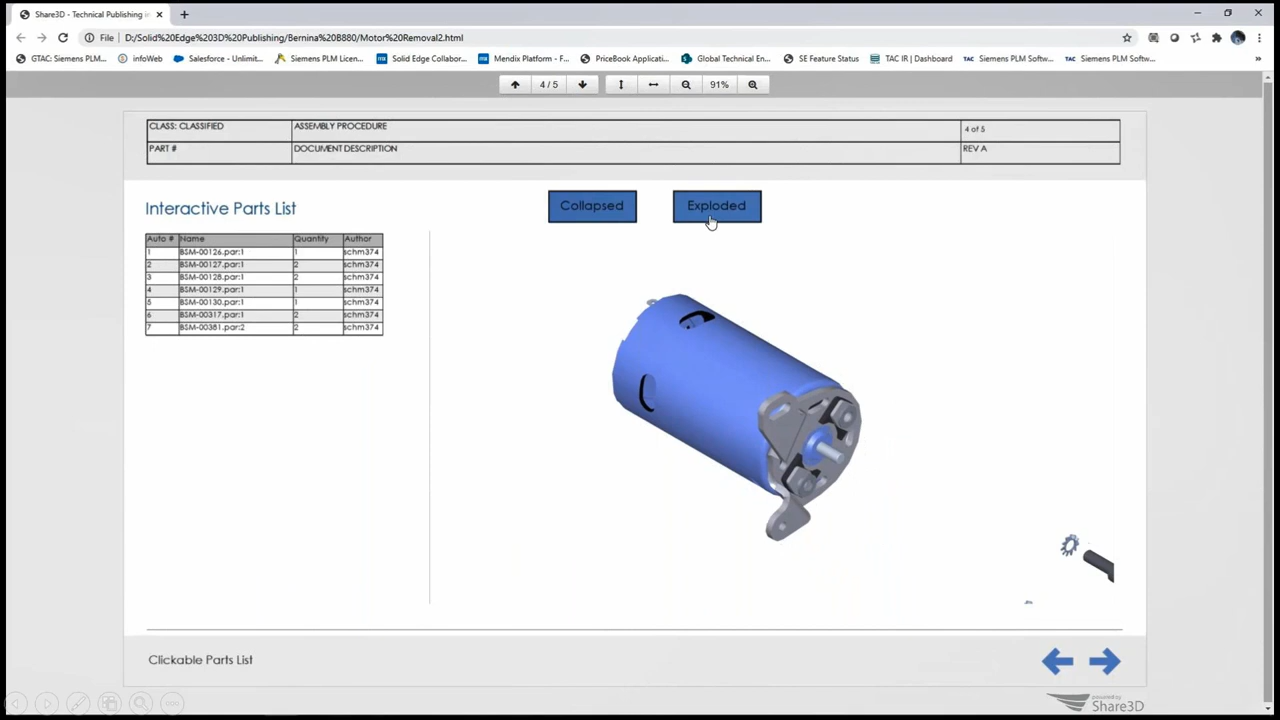 Share3D - Technical Publishing in
File D:/Solid%20Edge%203D%20Publishing/Bernina%20B880/Motor%20Removal2.html
GTAC: Siemens PLM... infoWeb Salesforce - Unlimit... Siemens PLM Licen... Solid Edge Collabor... Mendix Platform - F... PriceBook Applicati... Global Technical En... SE Feature Status TAC IR | Dashboard Siemens PLM Softw... Siemens PLM Softw... »
4 / 5 91%
CLASS: CLASSIFIED ASSEMBLY PROCEDURE 4 of 5
PART # DOCUMENT DESCRIPTION REV A
Interactive Parts List
Collapsed Exploded
Auto # Name Quantity Author
1 BSM-00126.par:1 1 schm374
2 BSM-00127.par:1 2 schm374
3 BSM-00128.par:1 2 schm374
4 BSM-00129.par:1 1 schm374
5 BSM-00130.par:1 1 schm374
6 BSM-00317.par:1 2 schm374
7 BSM-00381.par:2 2 schm374
Clickable Parts List
powered by
Share3D